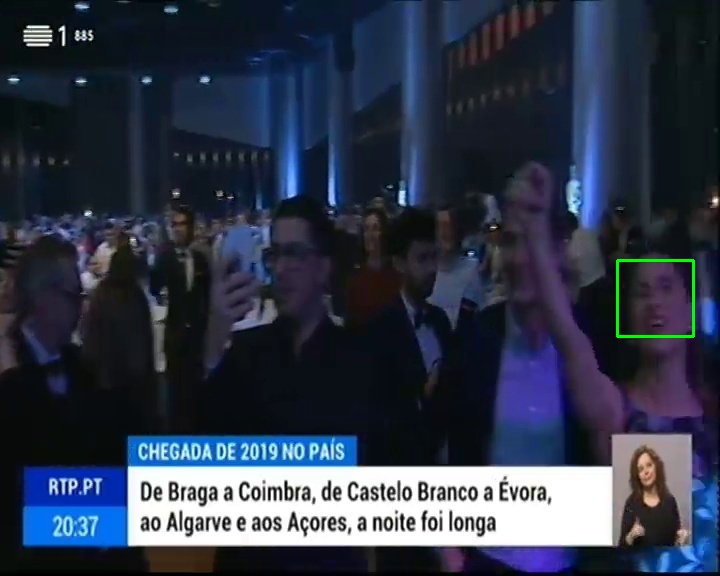 1 885
CHEGADA DE 2019 NO PAÍS
RTP.PT
De Braga a Coimbra, de Castelo Branco a Évora,
20:37
ao Algarve e aos Açores, a noite foi longa